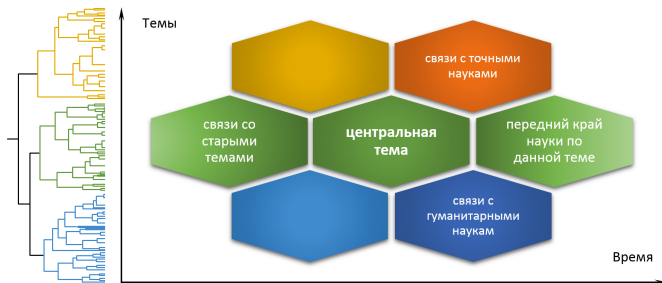 Темы
связи с точными
науками
связи со
старыми
темами
центральная
тема
передний край
науки по
данной теме
связи с
гуманитарными
наукам
Время